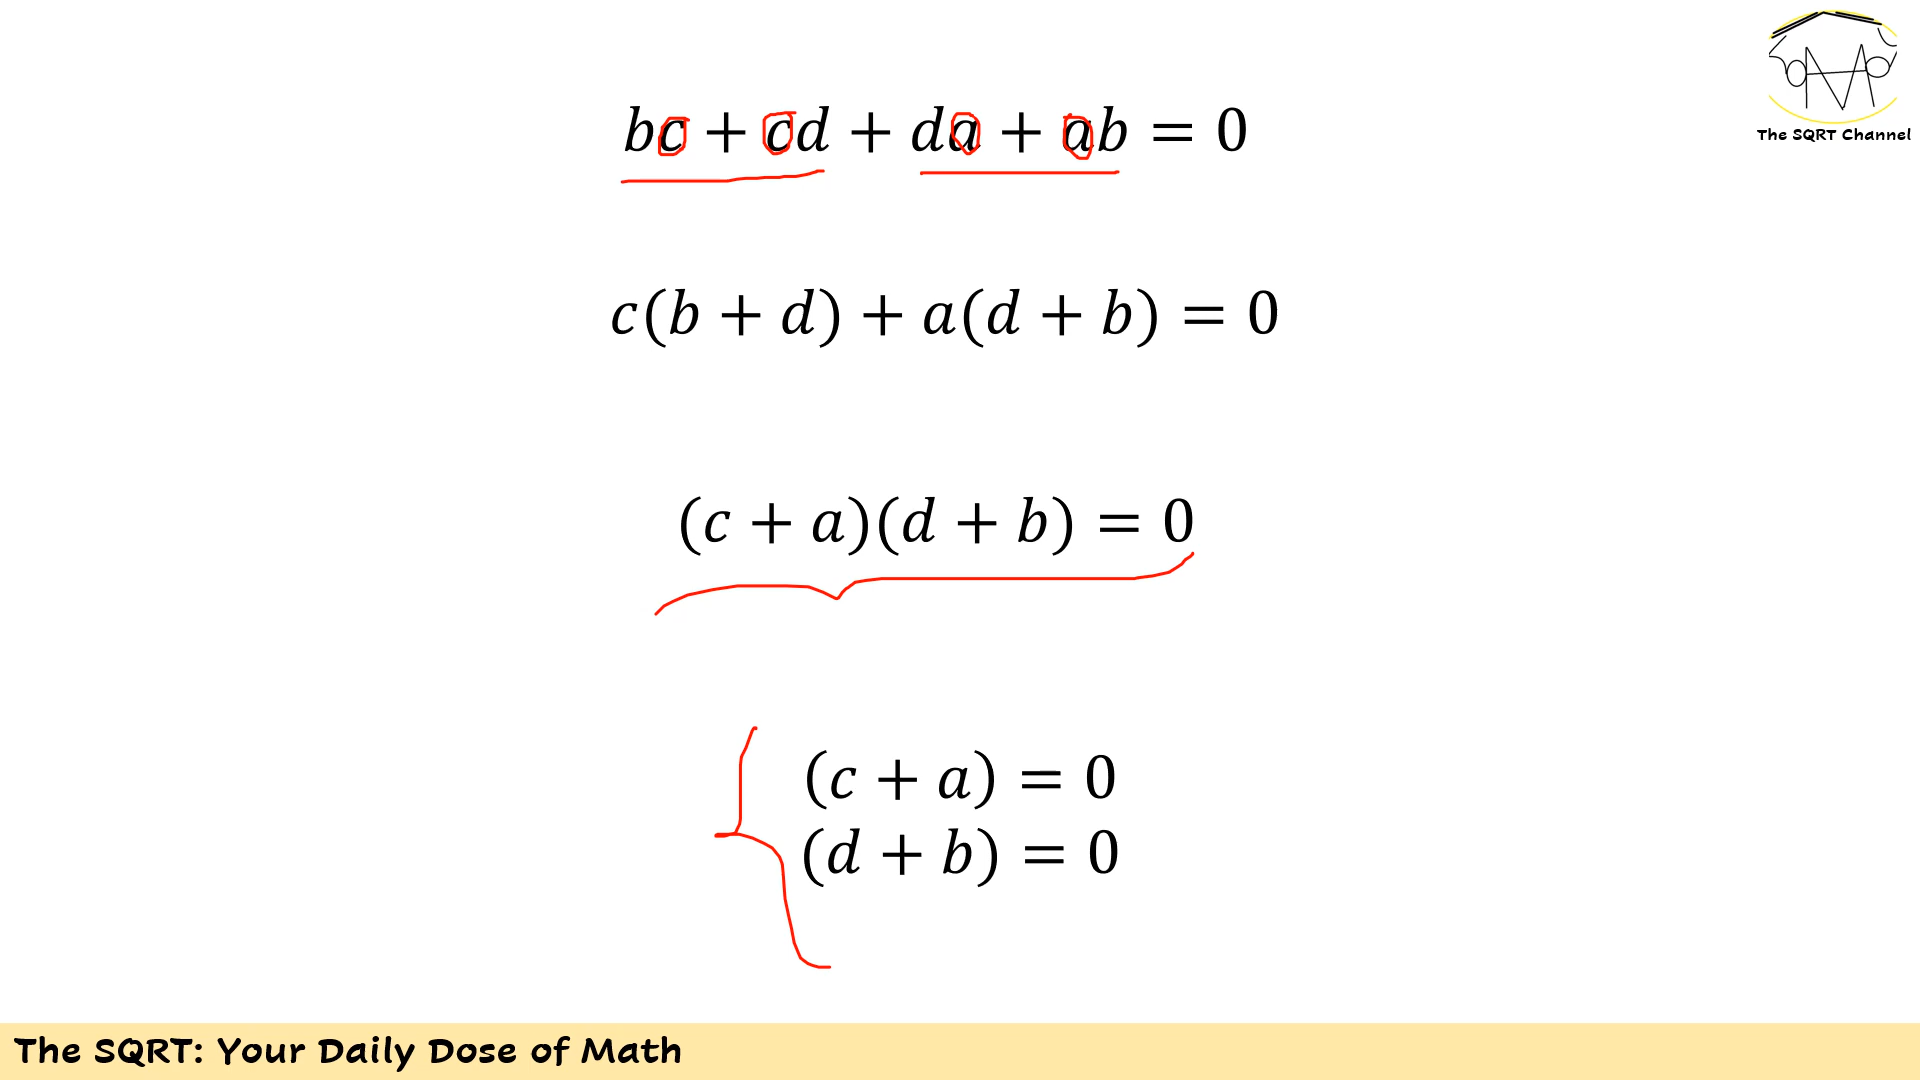 bc + cd + da + ab = 0
The SQRT Channel
c(b + d) + a(d + b) = 0
(c + a)(d + b) = 0
(c + a) = 0
(d + b) = 0
The SQRT: Your Daily Dose of Math